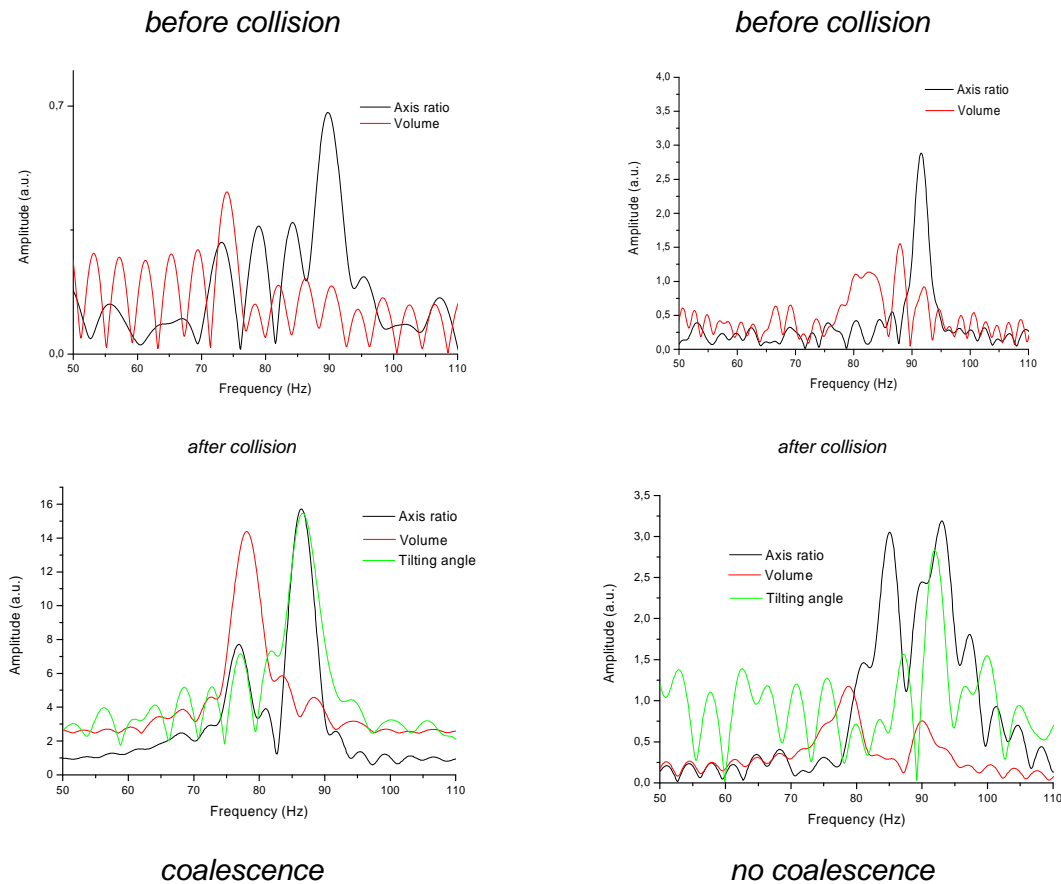 before collision
0,7
0,0
Amplitude (a.u.)
Axis ratio
Volume
50 60 70 80 90 100 110
Frequency (Hz)
before collision
4,0
3,5
3,0
2,5
2,0
1,5
1,0
0,5
0,0
Amplitude (a.u.)
Axis ratio
Volume
50 60 70 80 90 100 110
Frequency (Hz)
after collision
16
14
12
10
8
6
4
2
0
Amplitude (a.u.)
Axis ratio
Volume
Tilting angle
50 60 70 80 90 100 110
Frequency (Hz)
coalescence
after collision
3,5
3,0
2,5
2,0
1,5
1,0
0,5
0,0
Amplitude (a.u.)
Axis ratio
Volume
Tilting angle
50 60 70 80 90 100 110
Frequency (Hz)
no coalescence